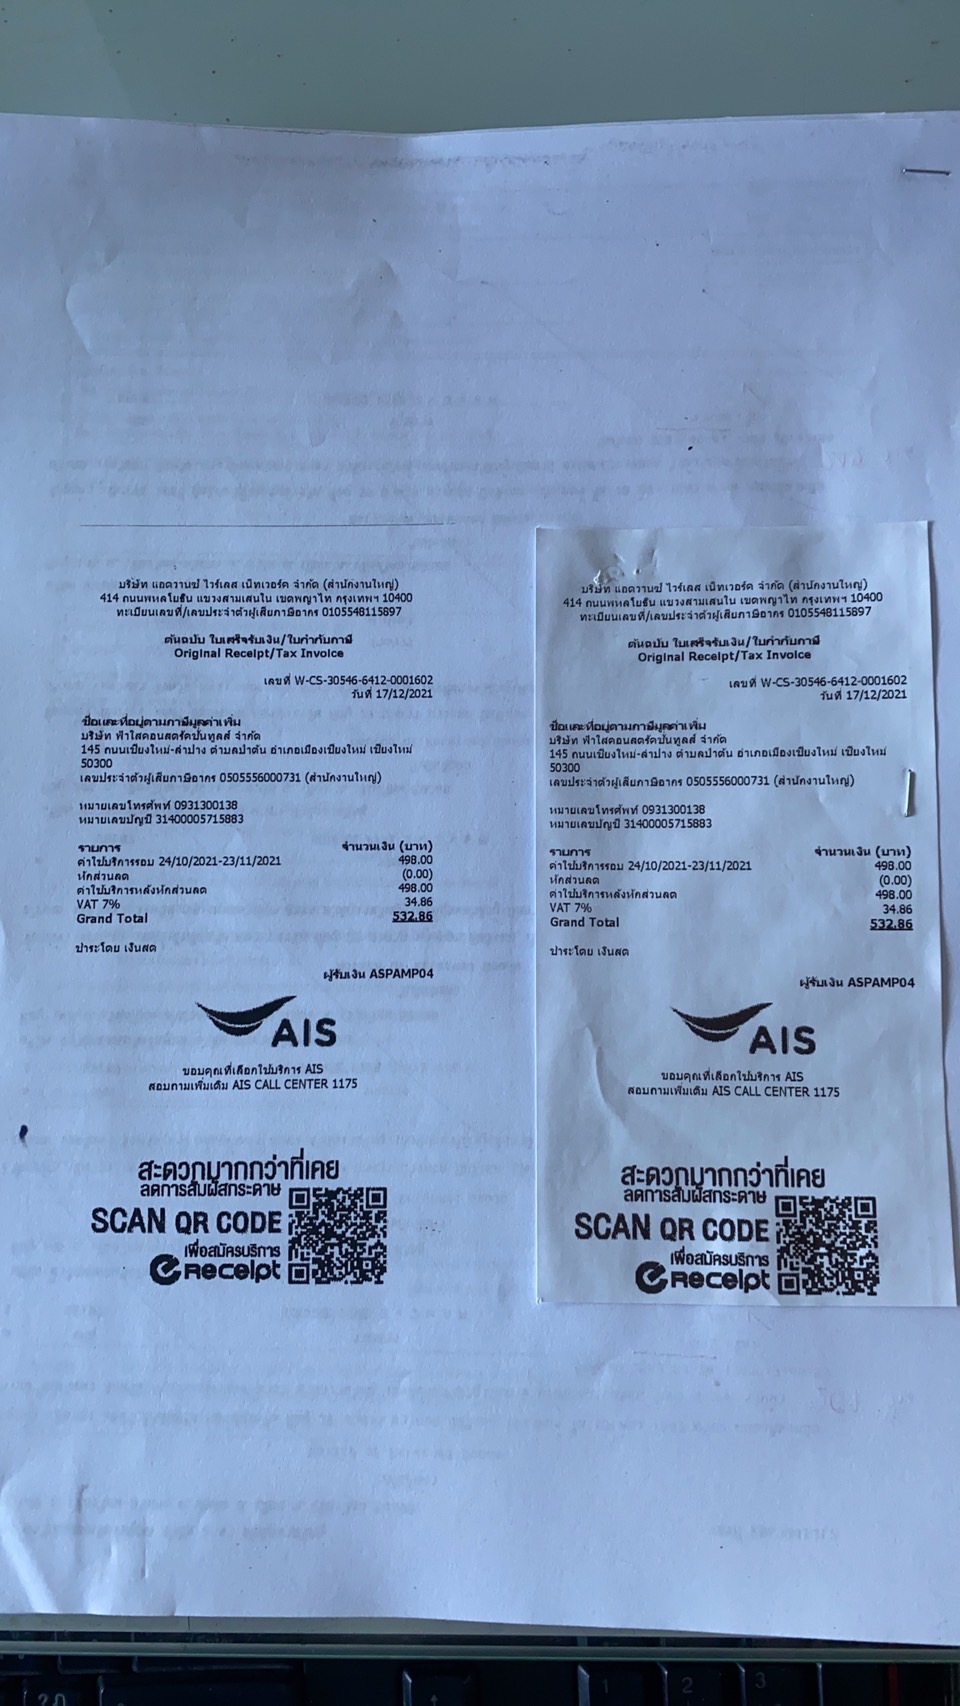 บริษัท แอดวานซ์ ไวร์เลส เน็ทเวอร์ค จำกัด (สำนักงานใหญ่)
414 ถนนพหลโยธิน แขวงสามเสนใน เขตพญาไท กรุงเทพฯ 10400
ทะเบียนเลขที่/เลขประจำตัวผู้เสียภาษีอากร 0105548115897
ต้นฉบับ ใบเสร็จรับเงิน/ใบกำกับภาษี
Original Receipt/Tax Invoice
เลขที่ W-CS-30546-6412-0001602
วันที่ 17/12/2021
ชื่อและที่อยู่ตามภาษีมูลค่าเพิ่ม
บริษัท ฟ้าใสคอนสตรัคชั่นทูลส์ จำกัด
145 ถนนเชียงใหม่-ลำปาง ตำบลป่าตัน อำเภอเมืองเชียงใหม่ เชียงใหม่
50300
เลขประจำตัวผู้เสียภาษีอากร 0505556000731 (สำนักงานใหญ่)
หมายเลขโทรศัพท์ 0931300138
หมายเลขบัญชี 31400005715883
รายการ จำนวนเงิน (บาท)
ค่าใช้บริการรอบ 24/10/2021-23/11/2021 498.00
หักส่วนลด (0.00)
ค่าใช้บริการหลังหักส่วนลด 498.00
VAT 7% 34.86
Grand Total 532.86
ชำระโดย เงินสด
ผู้รับเงิน ASPAMP04
AIS
ขอบคุณที่เลือกใช้บริการ AIS
สอบถามเพิ่มเติม AIS CALL CENTER 1175
สะดวกมากกว่าที่เคย
ลดการสัมผัสกระดาษ
SCAN QR CODE
เพื่อสมัครบริการ
eReceipt
บริษัท แอดวานซ์ ไวร์เลส เน็ทเวอร์ค จำกัด (สำนักงานใหญ่)
414 ถนนพหลโยธิน แขวงสามเสนใน เขตพญาไท กรุงเทพฯ 10400
ทะเบียนเลขที่/เลขประจำตัวผู้เสียภาษีอากร 0105548115897
ต้นฉบับ ใบเสร็จรับเงิน/ใบกำกับภาษี
Original Receipt/Tax Invoice
เลขที่ W-CS-30546-6412-0001602
วันที่ 17/12/2021
ชื่อและที่อยู่ตามภาษีมูลค่าเพิ่ม
บริษัท ฟ้าใสคอนสตรัคชั่นทูลส์ จำกัด
145 ถนนเชียงใหม่-ลำปาง ตำบลป่าตัน อำเภอเมืองเชียงใหม่ เชียงใหม่
50300
เลขประจำตัวผู้เสียภาษีอากร 0505556000731 (สำนักงานใหญ่)
หมายเลขโทรศัพท์ 0931300138
หมายเลขบัญชี 31400005715883
รายการ จำนวนเงิน (บาท)
ค่าใช้บริการรอบ 24/10/2021-23/11/2021 498.00
หักส่วนลด (0.00)
ค่าใช้บริการหลังหักส่วนลด 498.00
VAT 7% 34.86
Grand Total 532.86
ชำระโดย เงินสด
ผู้รับเงิน ASPAMP04
AIS
ขอบคุณที่เลือกใช้บริการ AIS
สอบถามเพิ่มเติม AIS CALL CENTER 1175
สะดวกมากกว่าที่เคย
ลดการสัมผัสกระดาษ
SCAN QR CODE
เพื่อสมัครบริการ
eReceipt
1 2 3